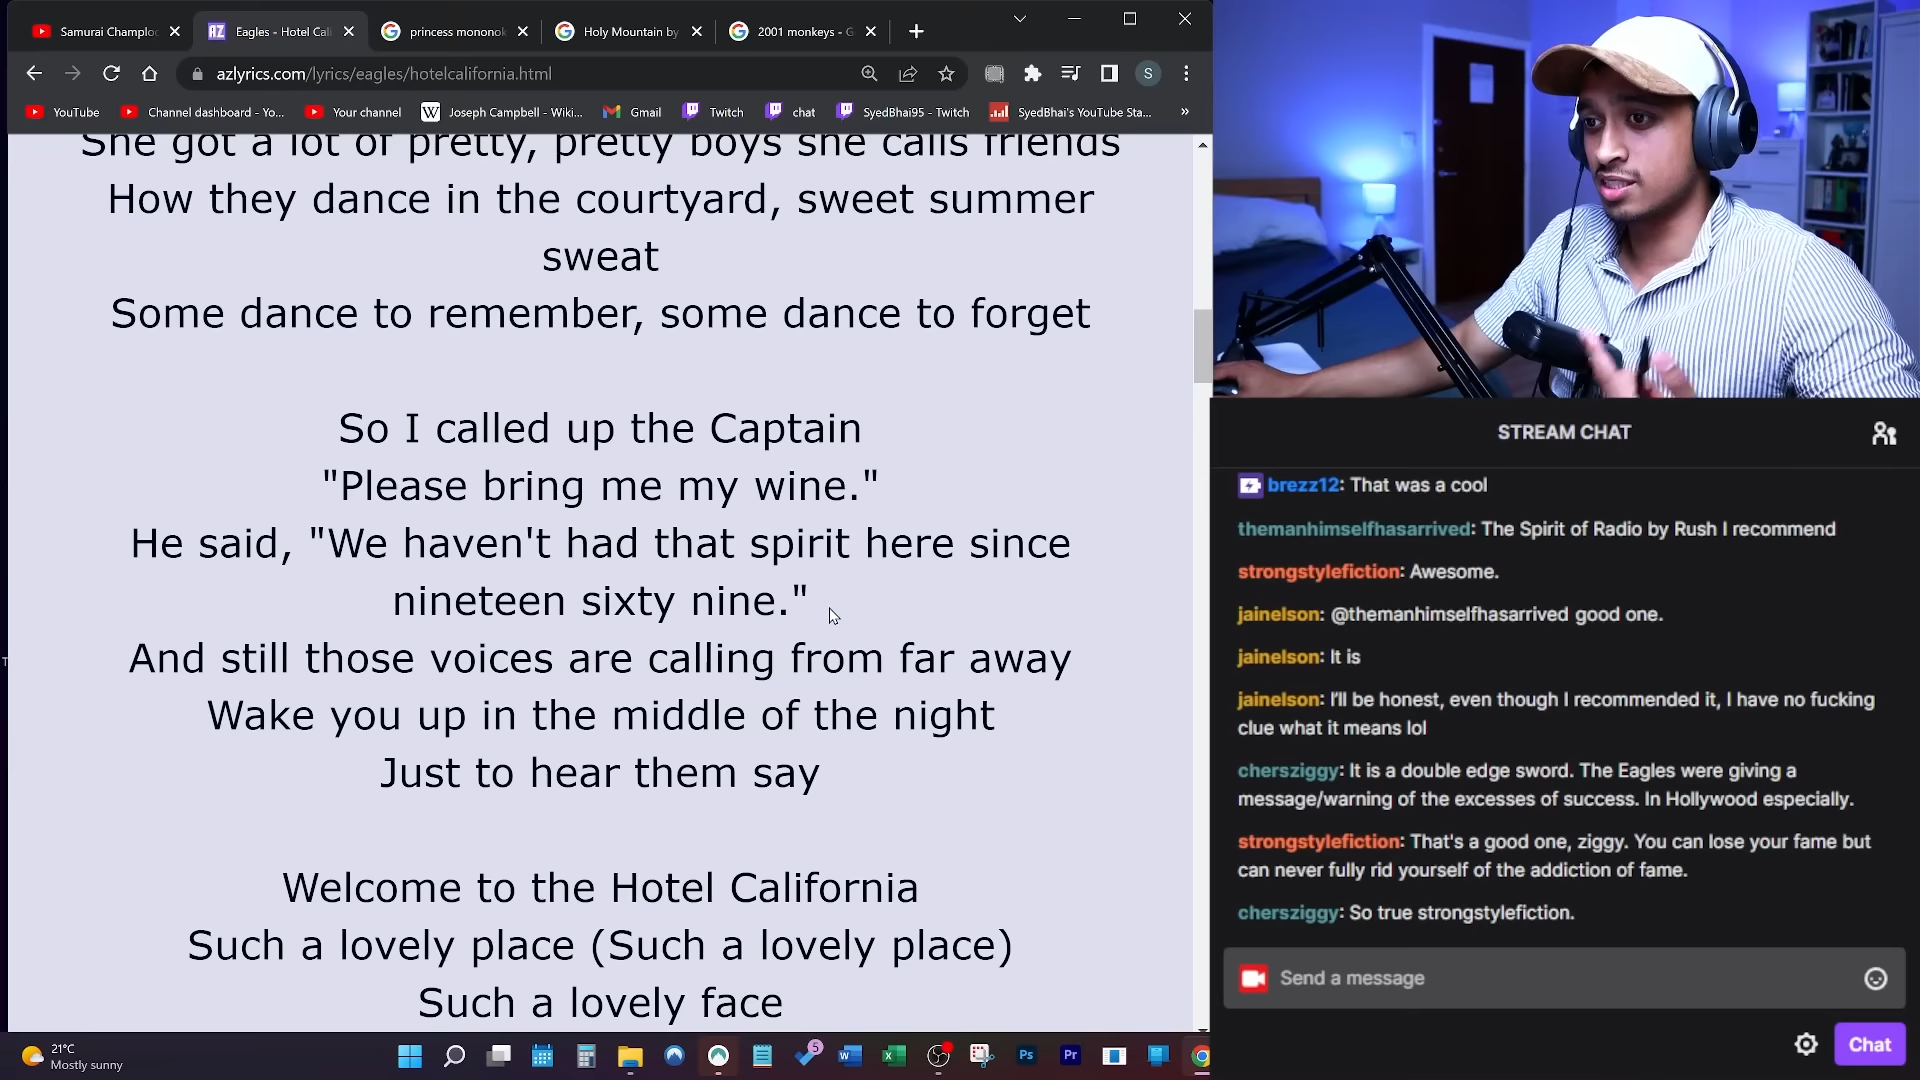 Samurai Champlo
Eagles - Hotel Cali
princess mononok
Holy Mountain by
2001 monkeys - G
azlyrics.com/lyrics/eagles/hotelcalifornia.html
S
YouTube
Channel dashboard - Yo...
Your channel
W Joseph Campbell - Wiki...
Gmail
Twitch
chat
SyedBhai95 - Twitch
SyedBhai's YouTube Sta...
She got a lot of pretty, pretty boys she calls friends
How they dance in the courtyard, sweet summer
sweat
Some dance to remember, some dance to forget
So I called up the Captain
"Please bring me my wine."
He said, "We haven't had that spirit here since
nineteen sixty nine."
And still those voices are calling from far away
Wake you up in the middle of the night
Just to hear them say
Welcome to the Hotel California
Such a lovely place (Such a lovely place)
Such a lovely face
STREAM CHAT
brezz12: That was a cool
themanhimselfhasarrived: The Spirit of Radio by Rush I recommend
strongstylefiction: Awesome.
jainelson: @themanhimselfhasarrived good one.
jainelson: It is
jainelson: I'll be honest, even though I recommended it, I have no fucking
clue what it means lol
chersziggy: It is a double edge sword. The Eagles were giving a
message/warning of the excesses of success. In Hollywood especially.
strongstylefiction: That's a good one, ziggy. You can lose your fame but
can never fully rid yourself of the addiction of fame.
chersziggy: So true strongstylefiction.
Send a message
Chat
21°C
Mostly sunny
5
Ps
Pr